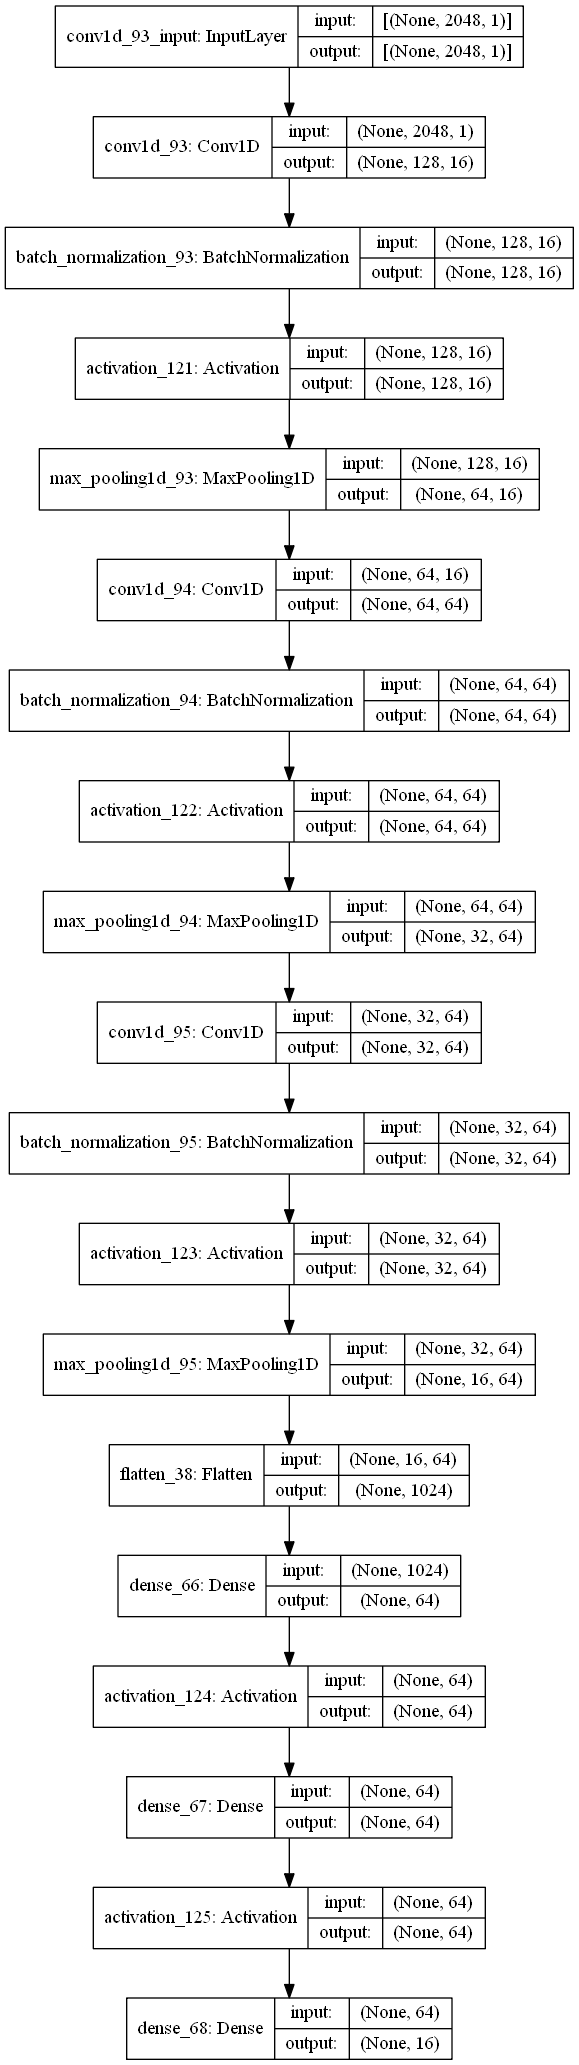 conv1d_93_input: InputLayer
input:
[(None, 2048, 1)]
output:
[(None, 2048, 1)]
conv1d_93: Conv1D
input:
(None, 2048, 1)
output:
(None, 128, 16)
batch_normalization_93: BatchNormalization
input:
(None, 128, 16)
output:
(None, 128, 16)
activation_121: Activation
input:
(None, 128, 16)
output:
(None, 128, 16)
max_pooling1d_93: MaxPooling1D
input:
(None, 128, 16)
output:
(None, 64, 16)
conv1d_94: Conv1D
input:
(None, 64, 16)
output:
(None, 64, 64)
batch_normalization_94: BatchNormalization
input:
(None, 64, 64)
output:
(None, 64, 64)
activation_122: Activation
input:
(None, 64, 64)
output:
(None, 64, 64)
max_pooling1d_94: MaxPooling1D
input:
(None, 64, 64)
output:
(None, 32, 64)
conv1d_95: Conv1D
input:
(None, 32, 64)
output:
(None, 32, 64)
batch_normalization_95: BatchNormalization
input:
(None, 32, 64)
output:
(None, 32, 64)
activation_123: Activation
input:
(None, 32, 64)
output:
(None, 32, 64)
max_pooling1d_95: MaxPooling1D
input:
(None, 32, 64)
output:
(None, 16, 64)
flatten_38: Flatten
input:
(None, 16, 64)
output:
(None, 1024)
dense_66: Dense
input:
(None, 1024)
output:
(None, 64)
activation_124: Activation
input:
(None, 64)
output:
(None, 64)
dense_67: Dense
input:
(None, 64)
output:
(None, 64)
activation_125: Activation
input:
(None, 64)
output:
(None, 64)
dense_68: Dense
input:
(None, 64)
output:
(None, 16)